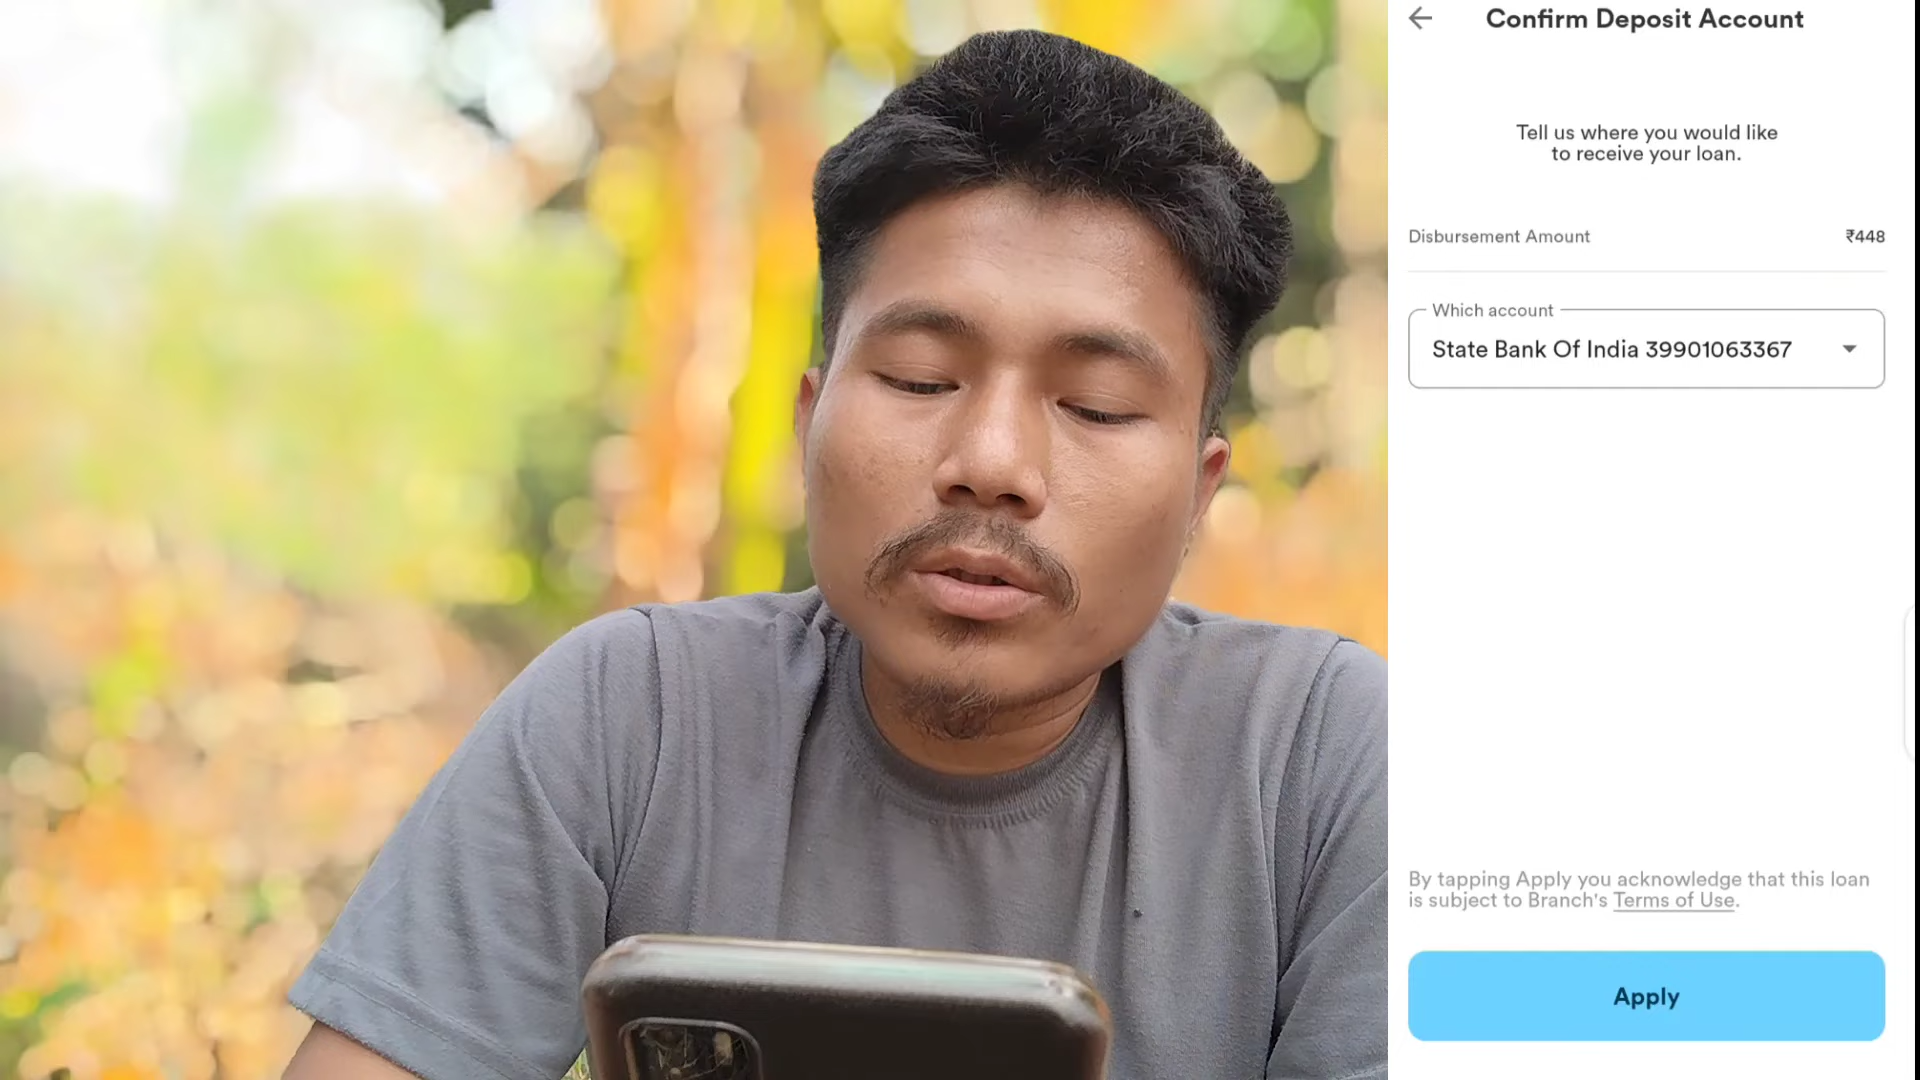 Confirm Deposit Account
Tell us where you would like
to receive your loan.
Disbursement Amount ₹448
Which account
State Bank Of India 39901063367
By tapping Apply you acknowledge that this loan
is subject to Branch's Terms of Use.
Apply